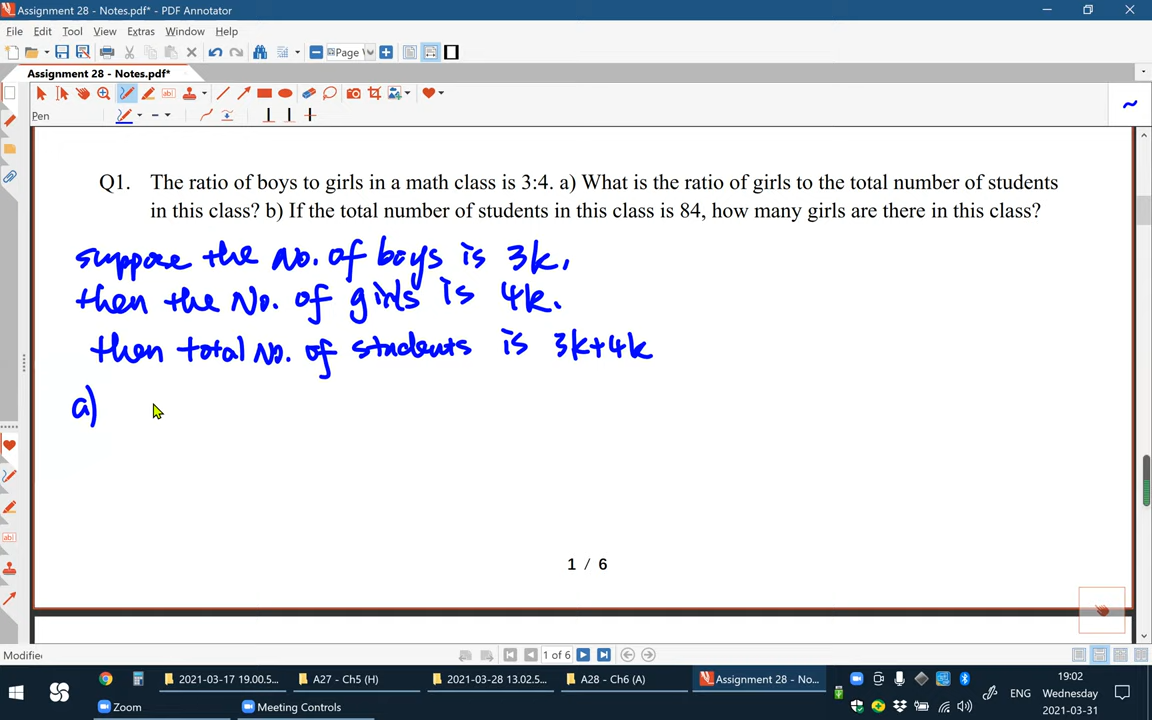 Assignment 28 - Notes.pdf* - PDF Annotator
File Edit Tool View Extras Window Help
Page
Assignment 28 - Notes.pdf*
Pen
Q1. The ratio of boys to girls in a math class is 3:4. a) What is the ratio of girls to the total number of students
in this class? b) If the total number of students in this class is 84, how many girls are there in this class?
suppose the No. of boys is 3k,
then the No. of girls is 4k.
then total No. of students is 3k+4k
a)
1 / 6
Modifie
1 of 6
2021-03-17 19.00.5...
A27 - Ch5 (H)
2021-03-28 13.02.5...
A28 - Ch6 (A)
Assignment 28 - No...
Zoom
Meeting Controls
ENG
19:02
Wednesday
2021-03-31